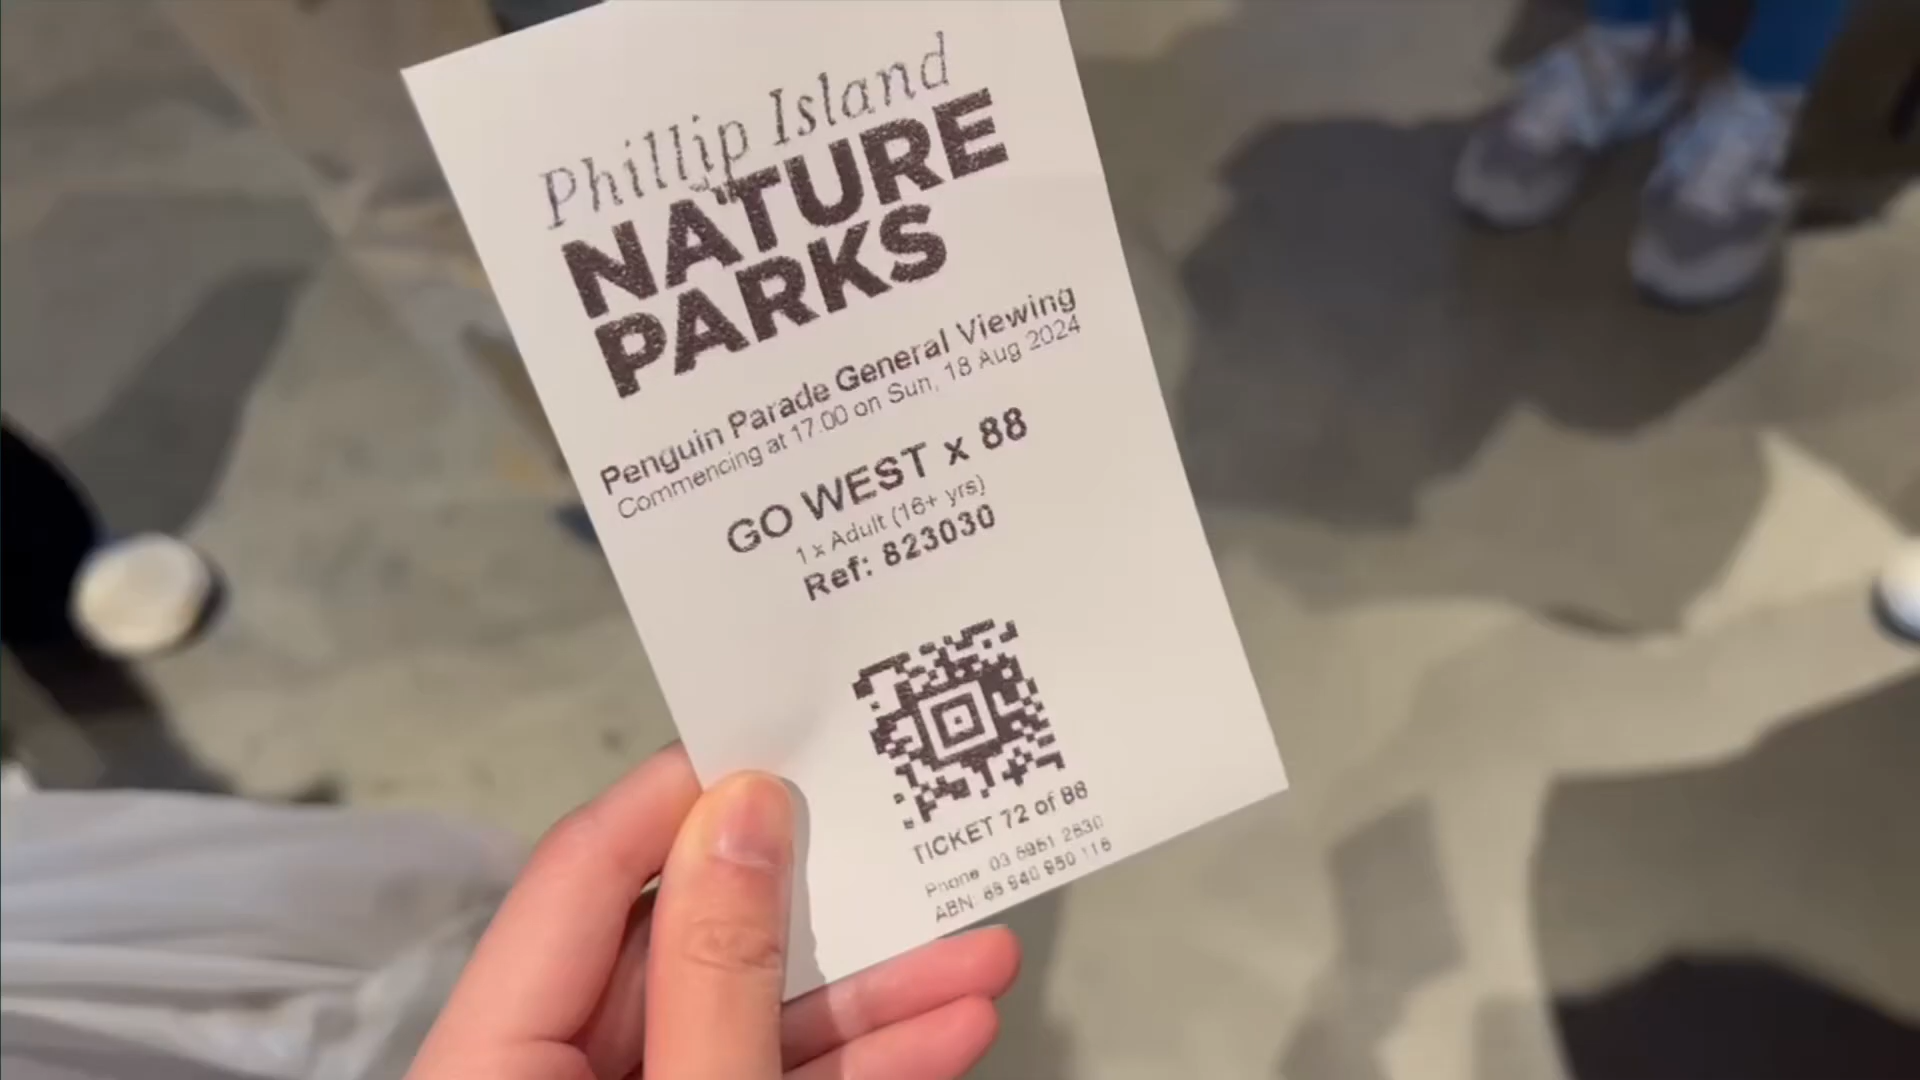 Phillip Island
NATURE
PARKS
Penguin Parade General Viewing
Commencing at 17.00 on Sun, 18 Aug 2024
GO WEST x 88
1 x Adult (16+ yrs)
Ref: 823030
TICKET 72 of 88
Phone 03 5951 2830
ABN: